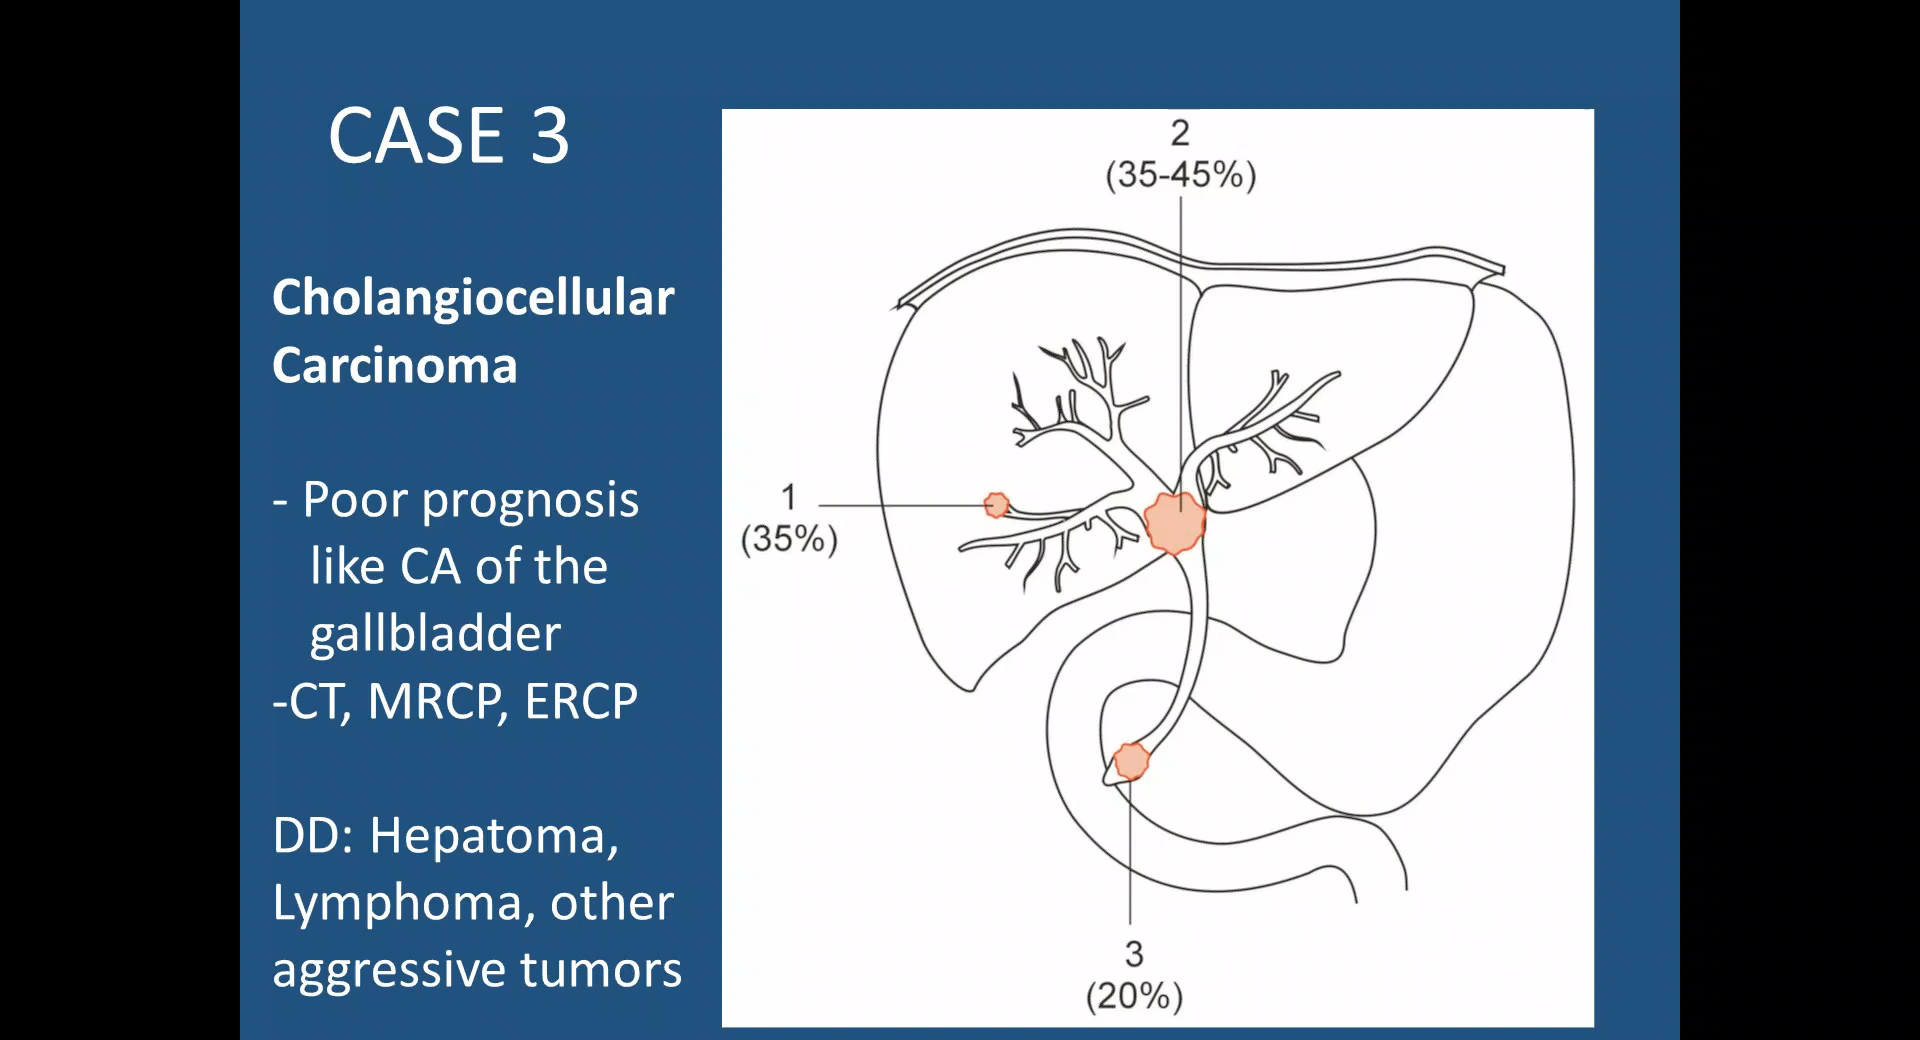 CASE 3
Cholangiocellular
Carcinoma
- Poor prognosis
like CA of the
gallbladder
-CT, MRCP, ERCP
DD: Hepatoma,
Lymphoma, other
aggressive tumors
2
(35-45%)
1
(35%)
3
(20%)